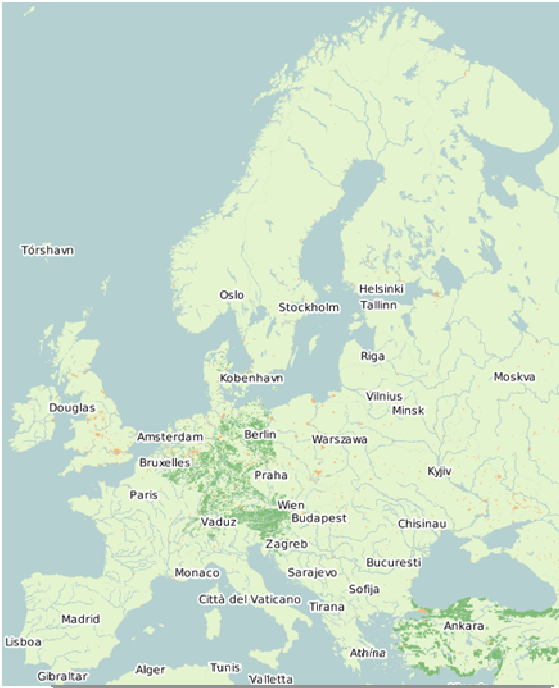 Tórshavn
Oslo
Helsinki
Stockholm
Tallinn
Riga
Moskva
København
Vilnius
Douglas
Minsk
Amsterdam
Berlin
Warszawa
Bruxelles
Kyjiv
Praha
Paris
Wien
Vaduz
Budapest
Chisinau
Zagreb
Bucuresti
Monaco
Sarajevo
Sofija
Città del Vaticano
Tirana
Madrid
Ankara
Lisboa
Athína
Tunis
Alger
Gibraltar
Valletta